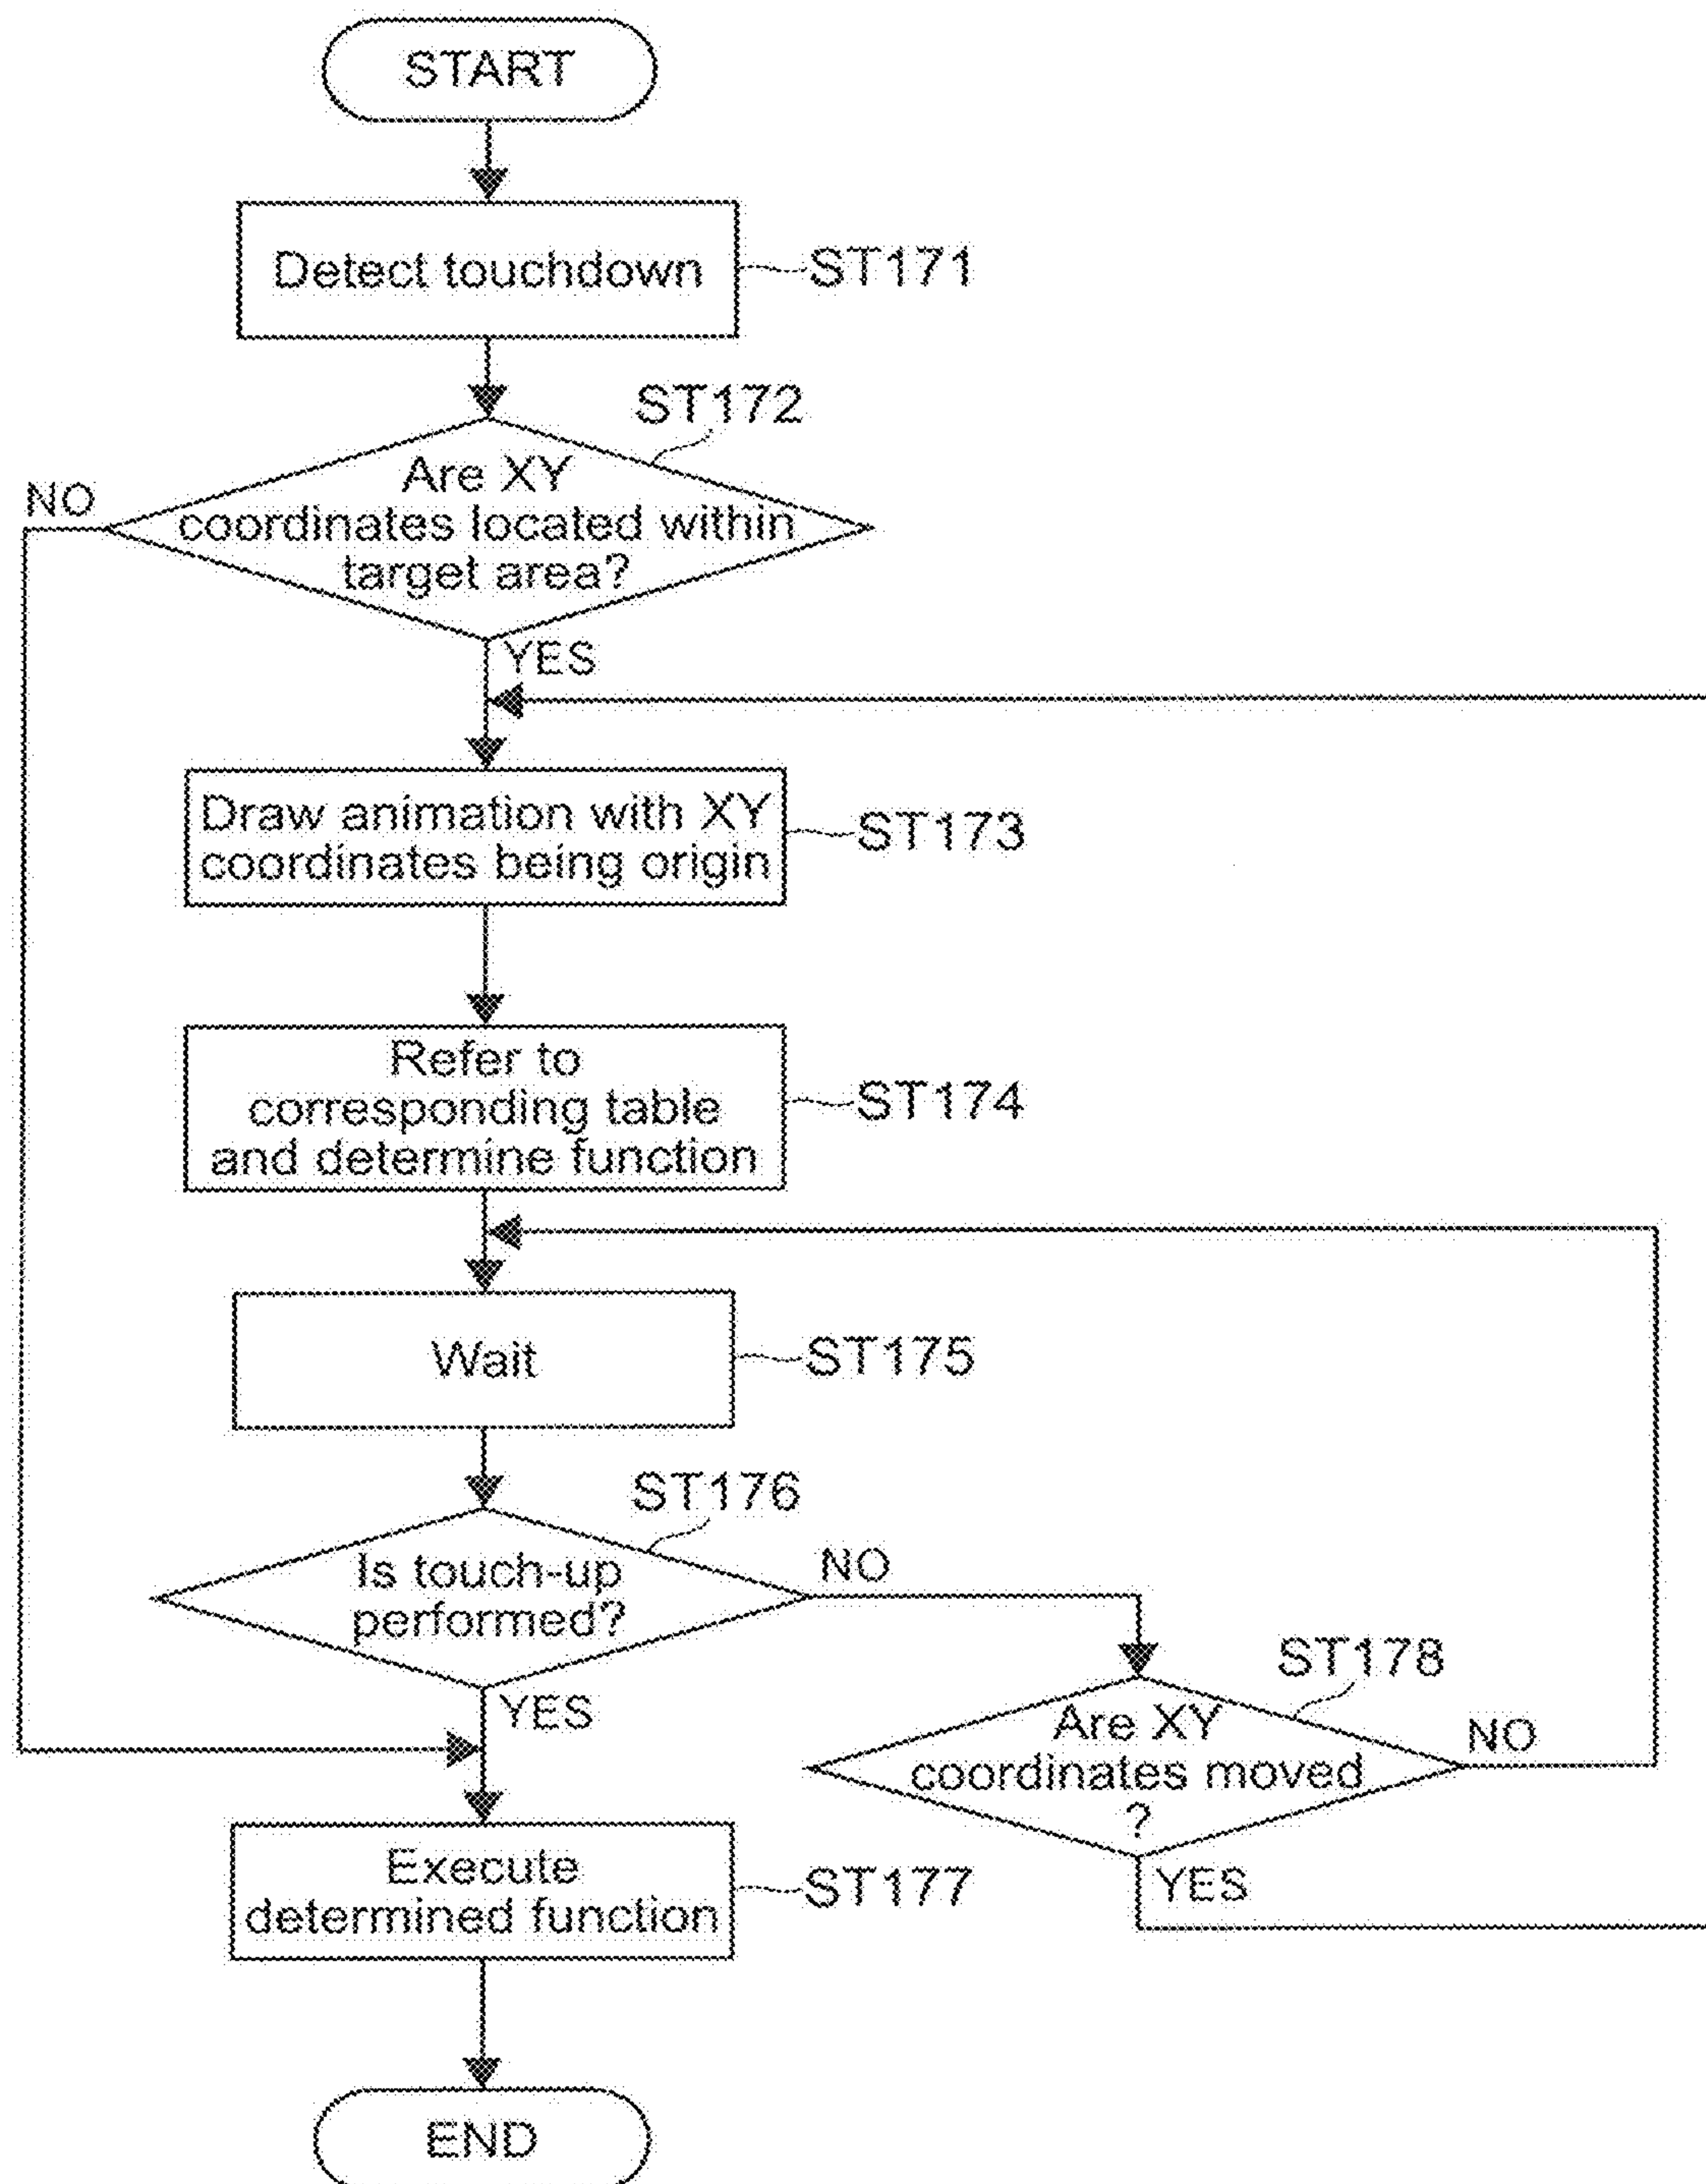 START
Detect touchdown
ST171
ST172
Are XY
coordinates located within
target area?
NO
YES
Draw animation with XY
coordinates being origin
ST173
Refer to
corresponding table
and determine function
ST174
Wait
ST175
ST176
Is touch-up
performed?
NO
YES
ST178
Are XY
coordinates moved
?
NO
YES
Execute
determined function
ST177
END